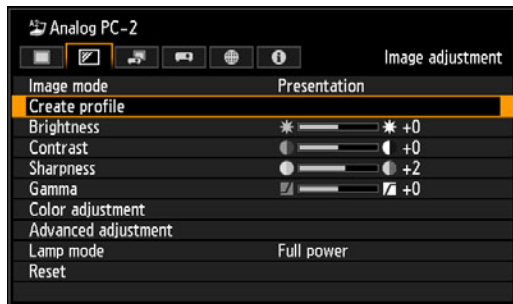 Analog PC-2
Image adjustment
Image mode Presentation
Create profile
Brightness +0
Contrast +0
Sharpness +2
Gamma +0
Color adjustment
Advanced adjustment
Lamp mode Full power
Reset